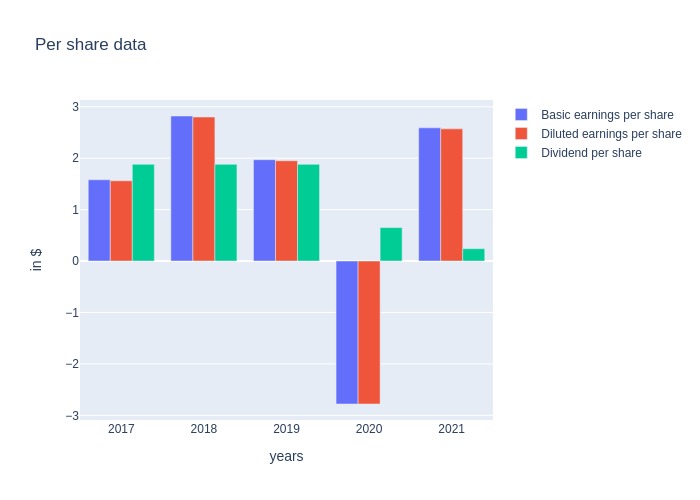 Per share data
3
2
1
0
−1
−2
−3
in $
2017 2018 2019 2020 2021
years
Basic earnings per share
Diluted earnings per share
Dividend per share